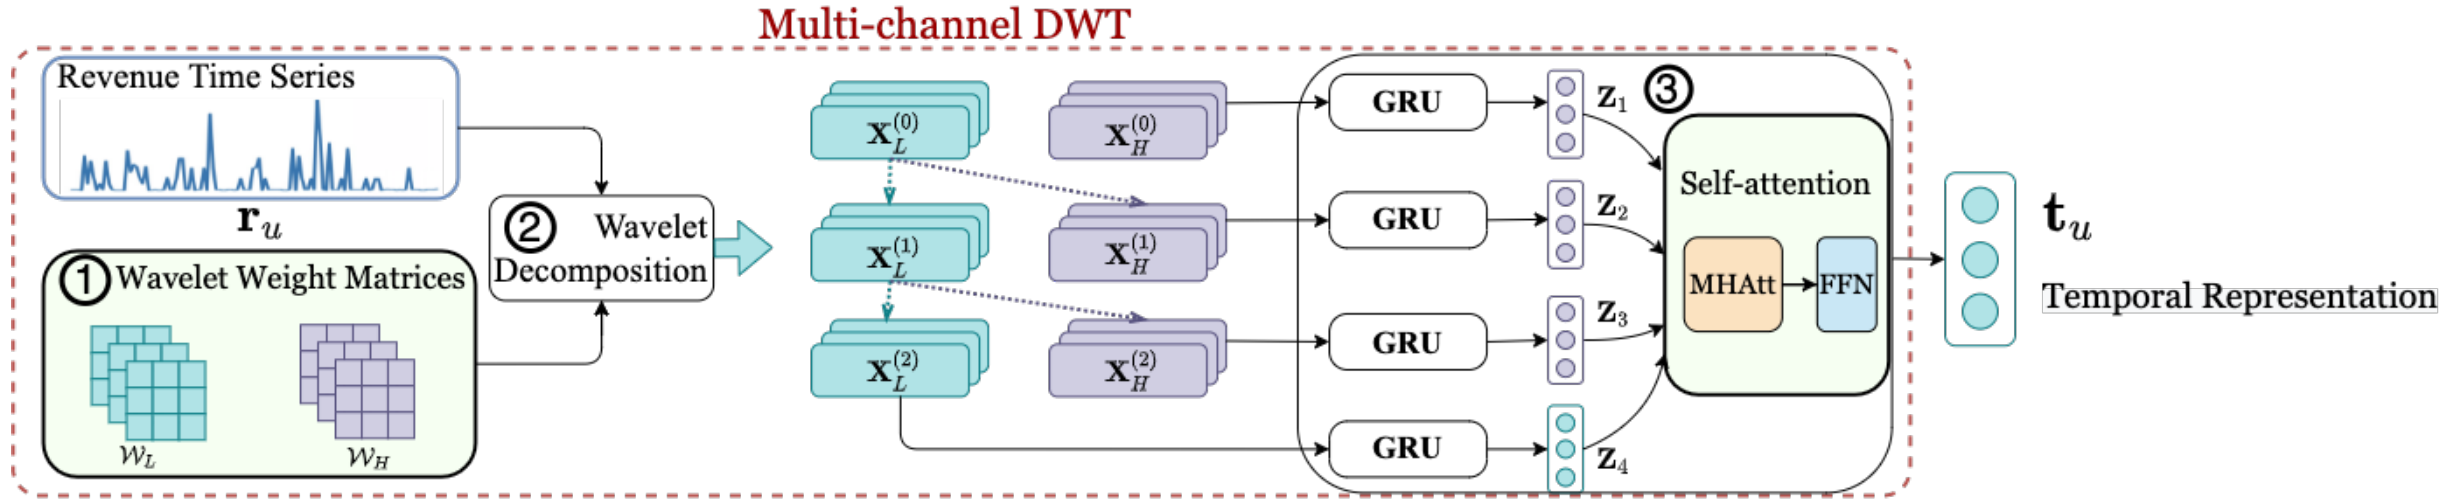 Multi-channel DWT
Revenue Time Series
r_u
① Wavelet Weight Matrices
W_L
W_H
② Wavelet
Decomposition
X_L^(0)
X_H^(0)
X_L^(1)
X_H^(1)
X_L^(2)
X_H^(2)
GRU
z_1
GRU
z_2
GRU
z_3
GRU
z_4
③
Self-attention
MHAtt
FFN
t_u
Temporal Representation